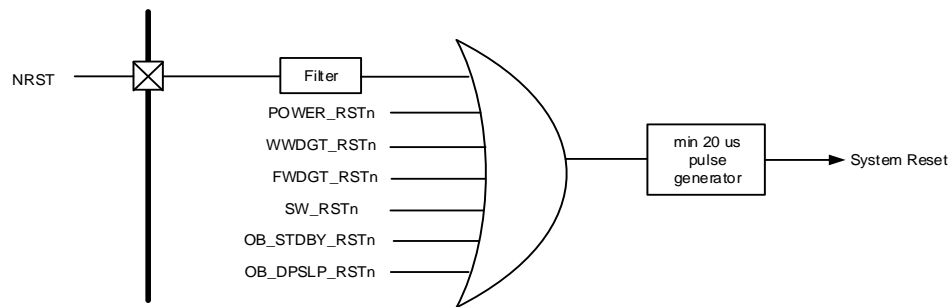 NRST
Filter
POWER_RSTn
WWDGT_RSTn
FWDGT_RSTn
SW_RSTn
OB_STDBY_RSTn
OB_DPSLP_RSTn
min 20 us
pulse
generator
System Reset